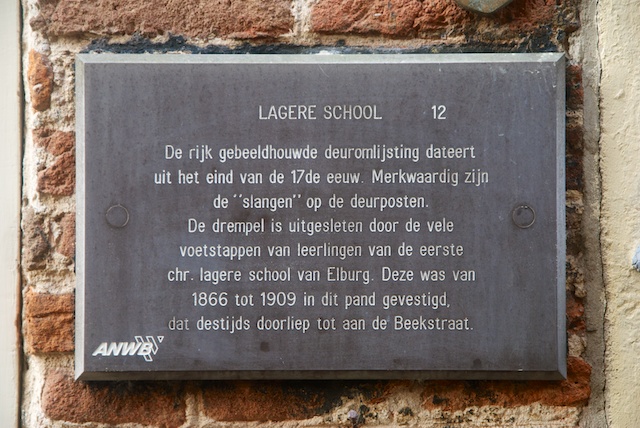 LAGERE SCHOOL 12
De rijk gebeeldhouwde deuromlijsting dateert
uit het eind van de 17de eeuw. Merkwaardig zijn
de "slangen" op de deurposten.
De drempel is uitgesleten door de vele
voetstappen van leerlingen van de eerste
chr. lagere school van Elburg. Deze was van
1866 tot 1909 in dit pand gevestigd,
dat destijds doorliep tot aan de Beekstraat.
ANWB